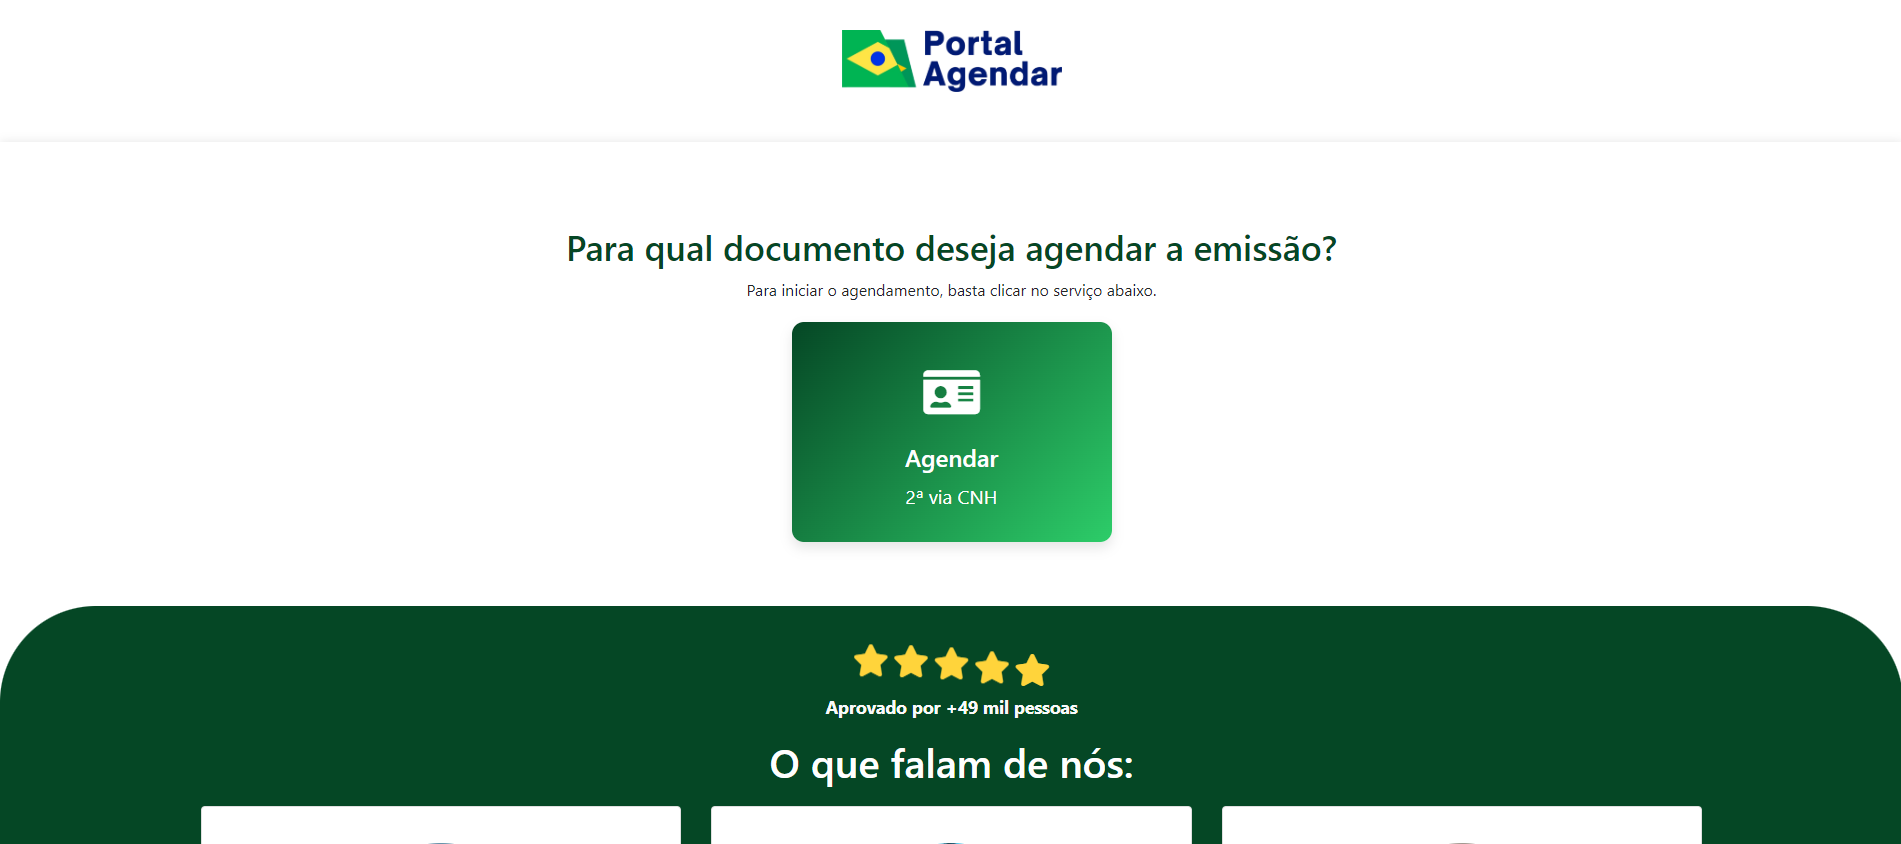 Portal
Agendar
Para qual documento deseja agendar a emissão?
Para iniciar o agendamento, basta clicar no serviço abaixo.
Agendar
2ª via CNH
Aprovado por +49 mil pessoas
O que falam de nós: